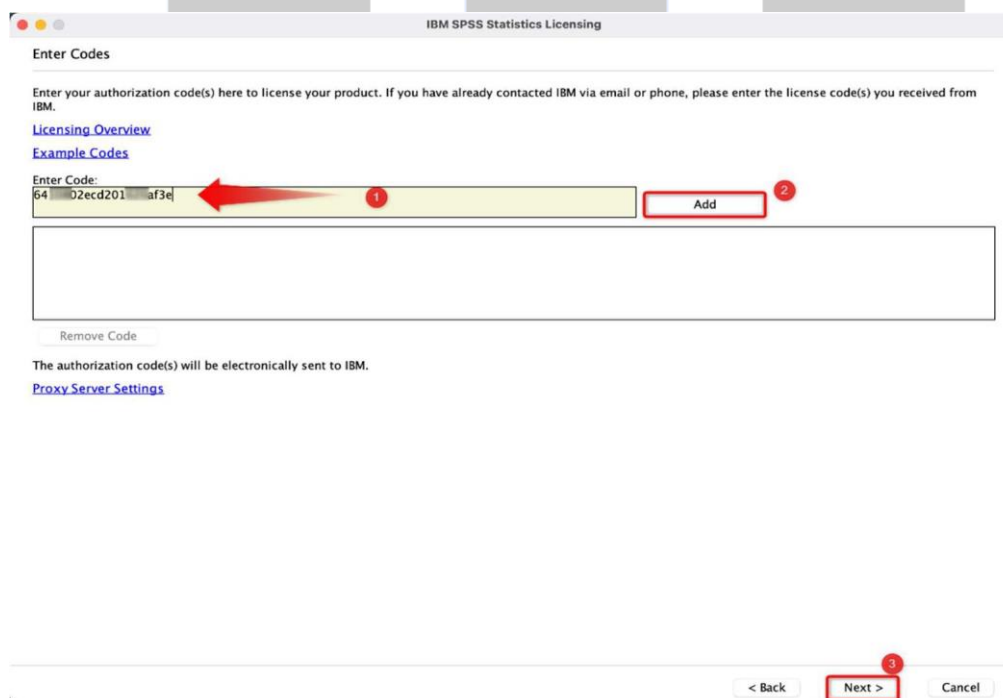 IBM SPSS Statistics Licensing
Enter Codes
Enter your authorization code(s) here to license your product. If you have already contacted IBM via email or phone, please enter the license code(s) you received from
IBM.
Licensing Overview
Example Codes
Enter Code:
64 02ecd201 af3e
1
Add
2
Remove Code
The authorization code(s) will be electronically sent to IBM.
Proxy Server Settings
3
< Back Next > Cancel